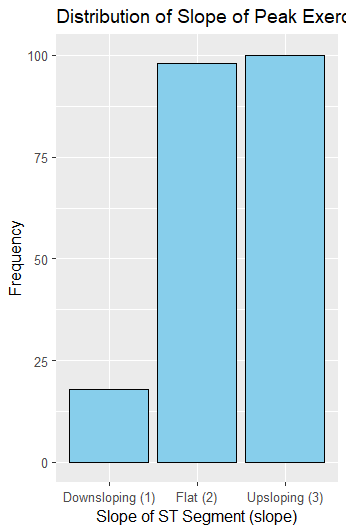 Distribution of Slope of Peak Exerc
100
75
50
25
0
Frequency
Downsloping (1) Flat (2) Upsloping (3)
Slope of ST Segment (slope)